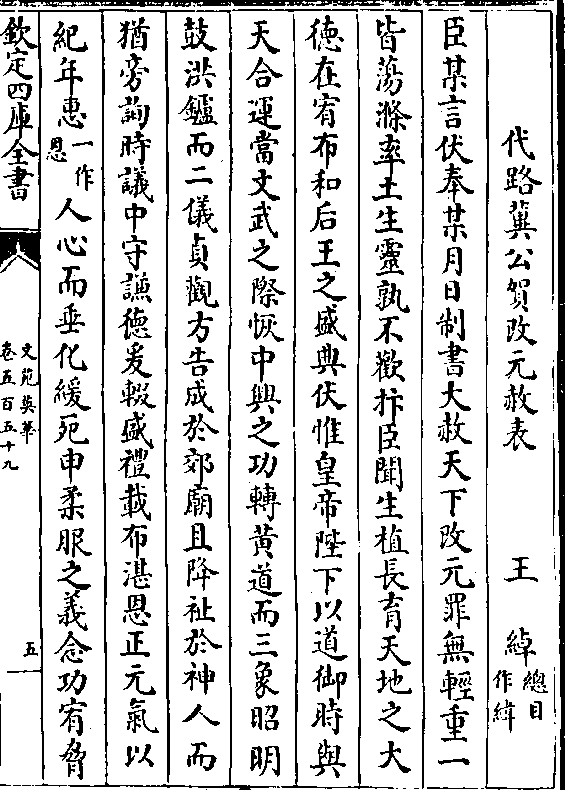 代路冀公賀改元赦表　　王　緯總目作緯
臣某言伏奉某月日制書大赦天下改元罪無輕重一
皆蕩滌率土生靈孰不歡抃臣聞生植長育天地之大
徳在宥布和后王之盛典伏惟皇帝陛下以道御時與
天合運當文武之際恢中興之功轉黄道而三象昭明
鼓洪鑪而二儀貞觀方告成於郊廟且降祉於神人而
猶旁詢時議中守謙德爰輟盛禮載布湛恩正元氣以
紀年惠一作恩人心而垂化緩死申柔服之義念功宥脅
欽定四庫全書
文苑英華
卷五百五十九
五